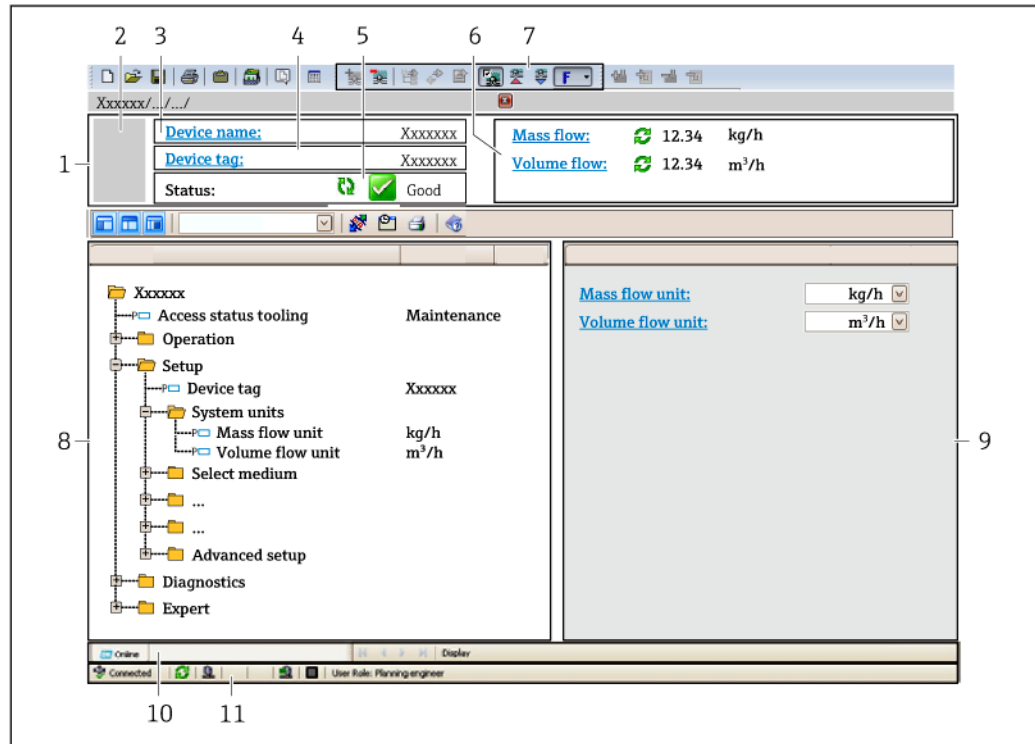 2 3 4 5 6 7
F
Xxxxxx/.../.../
1
Device name: Xxxxxxx
Device tag: Xxxxxxx
Status: Good
Mass flow: 12.34 kg/h
Volume flow: 12.34 m³/h
Xxxxxx
Access status tooling Maintenance
Operation
Setup
Device tag Xxxxxx
System units
Mass flow unit kg/h
Volume flow unit m³/h
Select medium
...
...
Advanced setup
Diagnostics
Expert
Mass flow unit: kg/h
Volume flow unit: m³/h
8
9
Online Display
Connected User Role: Planning engineer
10 11